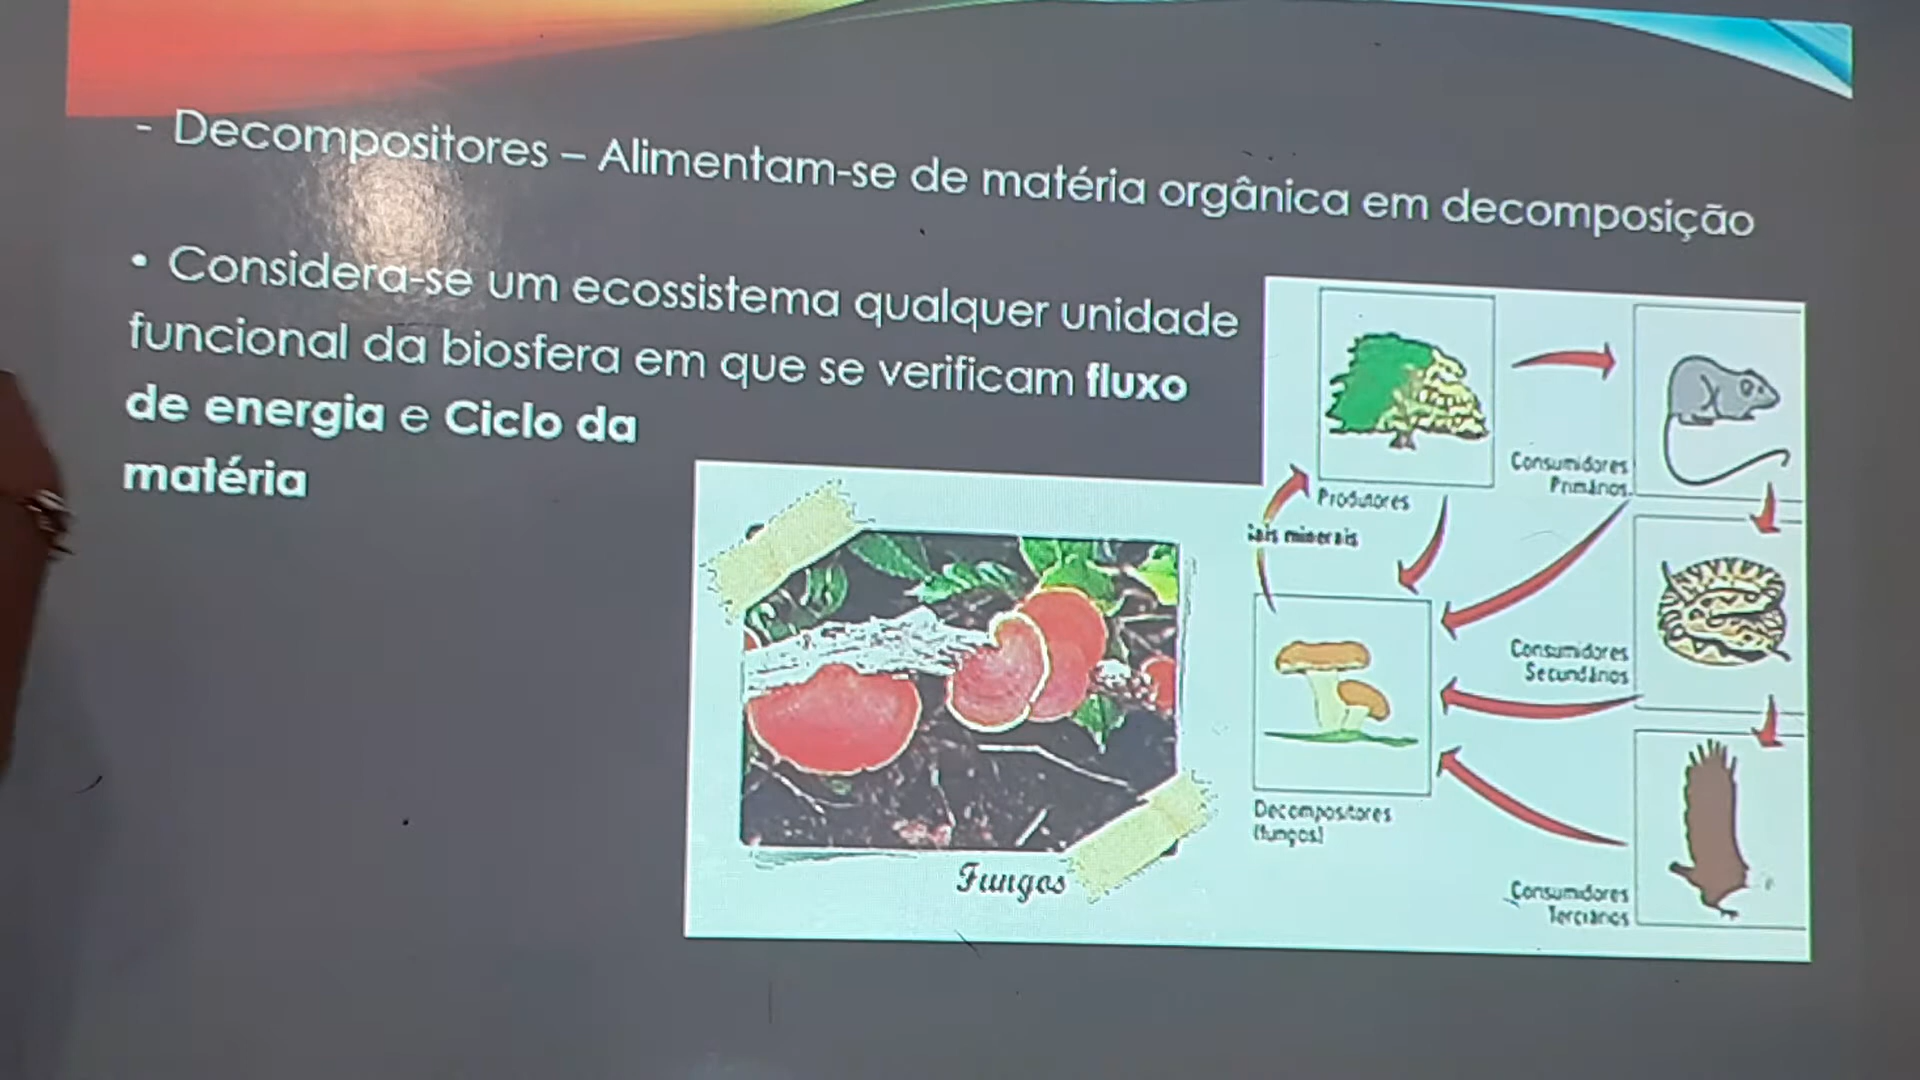 - Decompositores – Alimentam-se de matéria orgânica em decomposição
• Considera-se um ecossistema qualquer unidade
funcional da biosfera em que se verificam fluxo
de energia e Ciclo da
matéria
Fungos
Produtores
Consumidores
Primários.
minerais
Consumidores
Secundários
Decompositores
(fungos)
Consumidores
Terciários